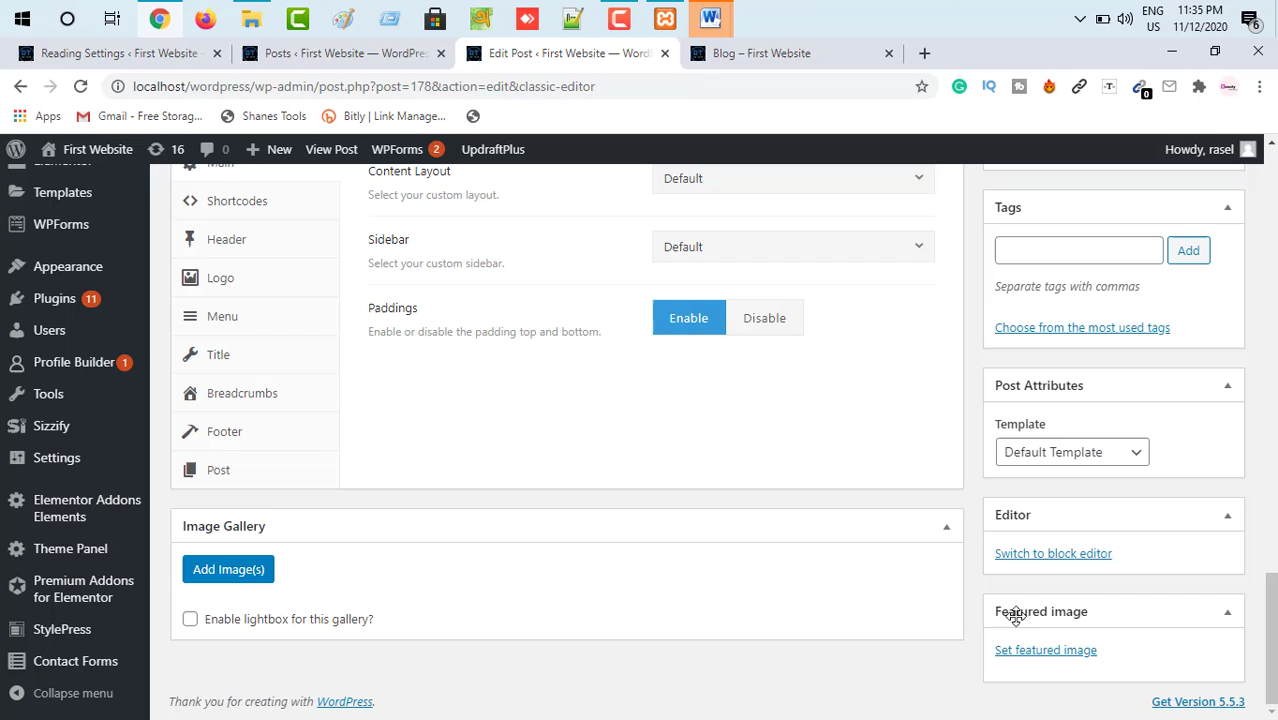 ENG
US
11:35 PM
11/12/2020
6
Reading Settings ‹ First Website —
Posts ‹ First Website — WordPres
Edit Post ‹ First Website — Word
Blog – First Website
localhost/wordpress/wp-admin/post.php?post=178&action=edit&classic-editor
0
Apps
Gmail - Free Storag...
Shanes Tools
Bitly | Link Manage...
First Website
16
0
New
View Post
WPForms 2
UpdraftPlus
Howdy, rasel
Templates
WPForms
Appearance
Plugins 11
Users
Profile Builder 1
Tools
Sizzify
Settings
Elementor Addons
Elements
Theme Panel
Premium Addons
for Elementor
StylePress
Contact Forms
Collapse menu
Main
Shortcodes
Header
Logo
Menu
Title
Breadcrumbs
Footer
Post
Content Layout
Select your custom layout.
Default
Sidebar
Select your custom sidebar.
Default
Paddings
Enable or disable the padding top and bottom.
Enable
Disable
Image Gallery
Add Image(s)
Enable lightbox for this gallery?
Tags
Add
Separate tags with commas
Choose from the most used tags
Post Attributes
Template
Default Template
Editor
Switch to block editor
Featured image
Set featured image
Thank you for creating with WordPress.
Get Version 5.5.3